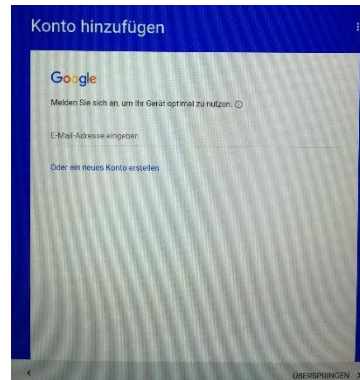 Konto hinzufügen
Google
Melden Sie sich an, um Ihr Gerät optimal zu nutzen.
E-Mail-Adresse eingeben
Oder ein neues Konto erstellen
ÜBERSPRINGEN